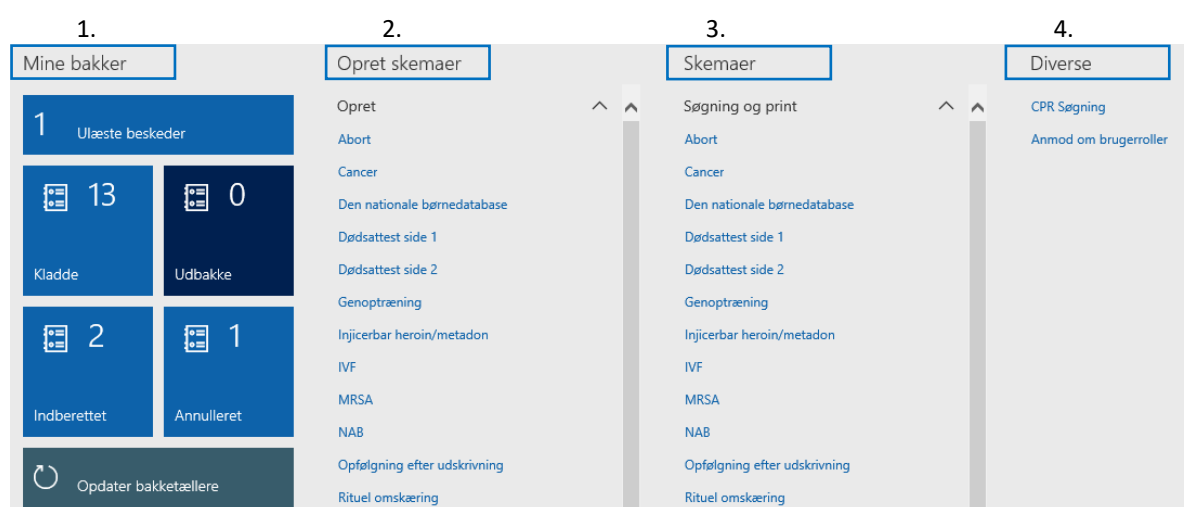 1.
Mine bakker
1 Ulæste beskeder
13
Kladde
0
Udbakke
2
Indberettet
1
Annulleret
Opdater bakketællere
2.
Opret skemaer
Opret
Abort
Cancer
Den nationale børnedatabase
Dødsattest side 1
Dødsattest side 2
Genoptræning
Injicerbar heroin/metadon
IVF
MRSA
NAB
Opfølgning efter udskrivning
Rituel omskæring
3.
Skemaer
Søgning og print
Abort
Cancer
Den nationale børnedatabase
Dødsattest side 1
Dødsattest side 2
Genoptræning
Injicerbar heroin/metadon
IVF
MRSA
NAB
Opfølgning efter udskrivning
Rituel omskæring
4.
Diverse
CPR Søgning
Anmod om brugerroller